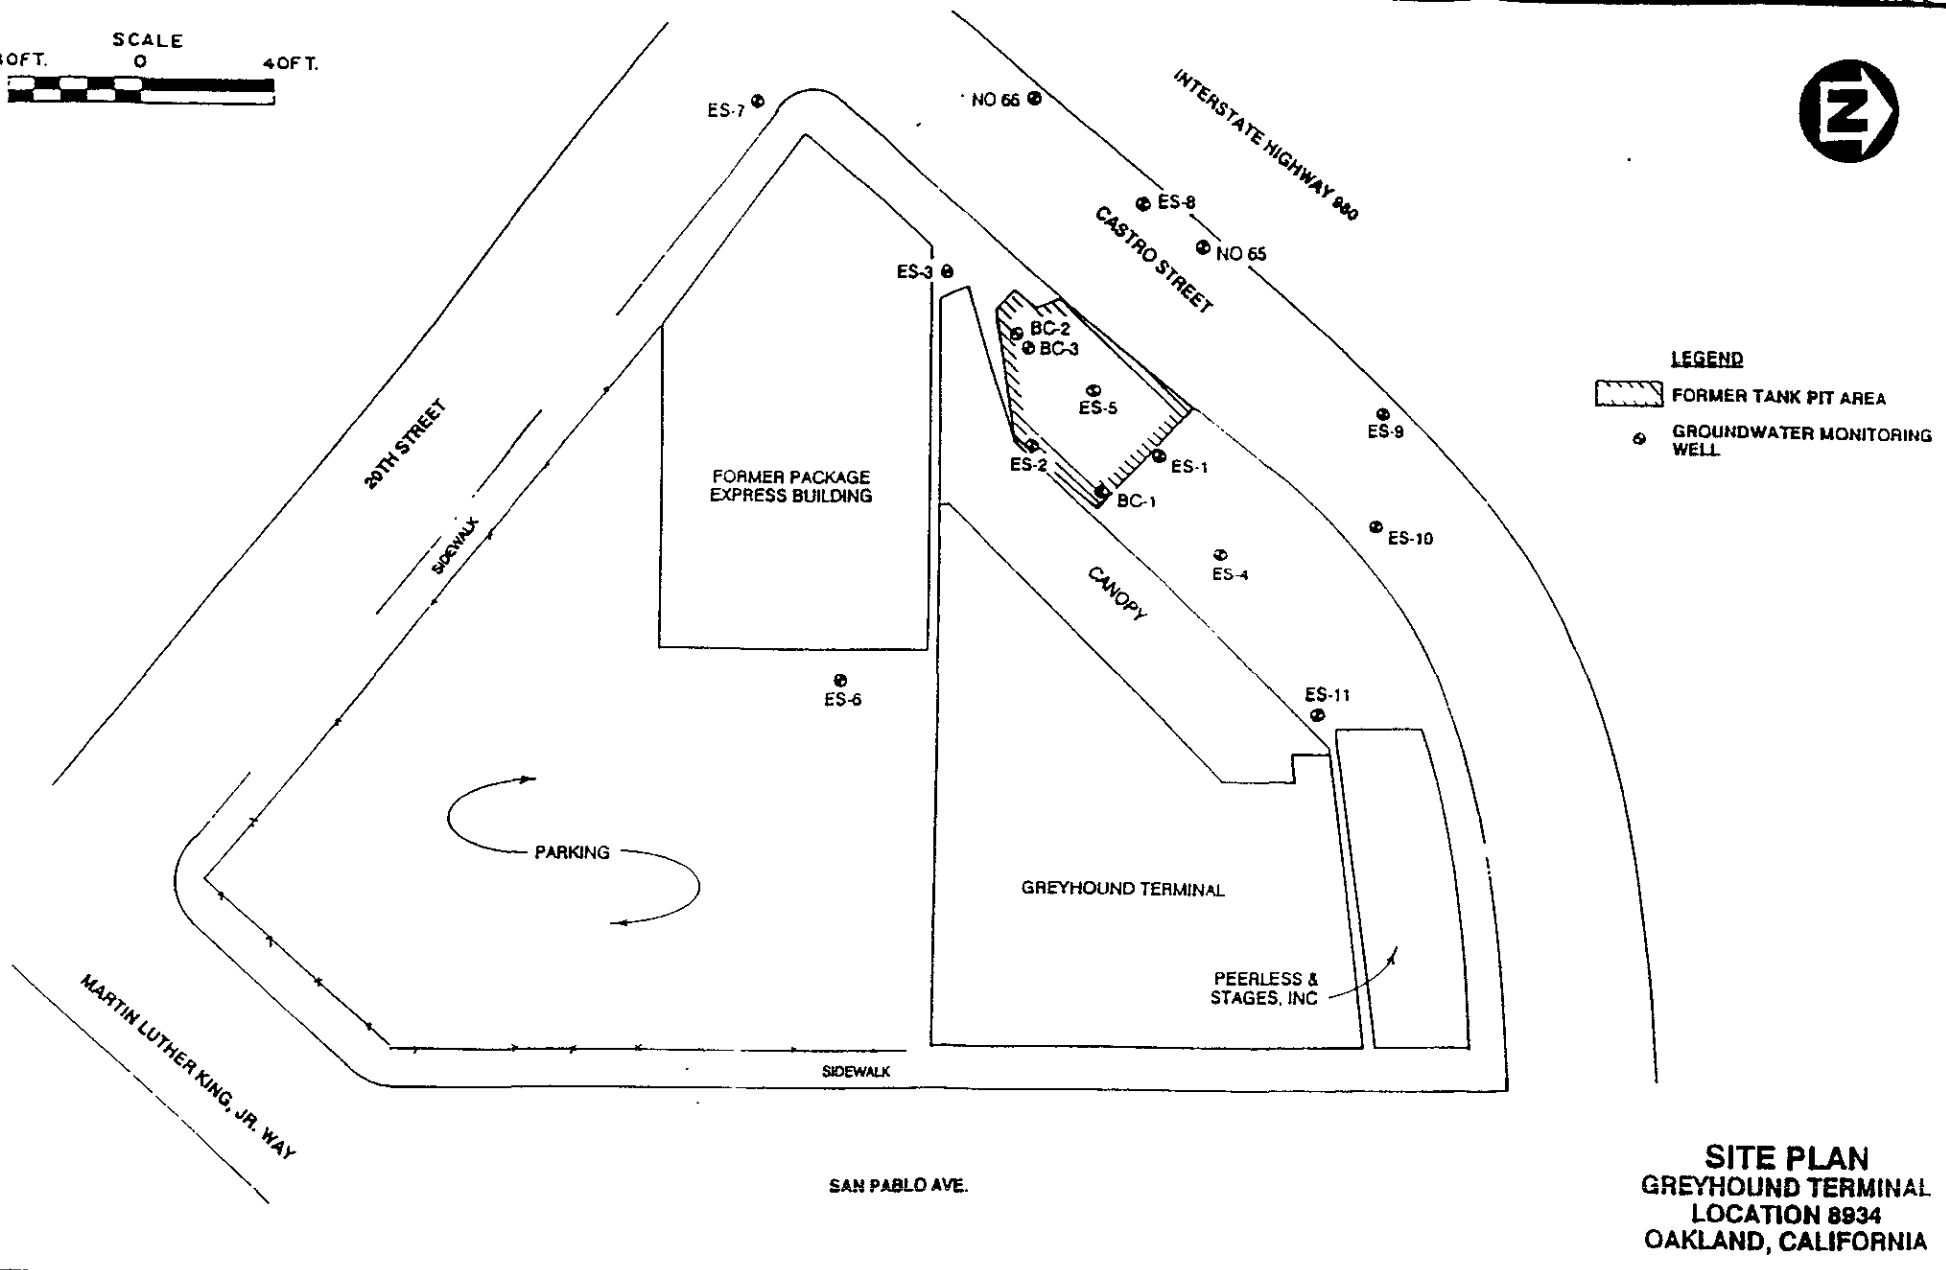 SCALE
0
40FT.
ES-7
NO 66
INTERSTATE HIGHWAY 980
N
ES-8
CASTRO STREET
NO 65
ES-3
BC-2
BC-3
ES-5
ES-2
ES-1
BC-1
ES-9
ES-10
ES-4
LEGEND
FORMER TANK PIT AREA
GROUNDWATER MONITORING
WELL
20TH STREET
SIDEWALK
FORMER PACKAGE
EXPRESS BUILDING
CANOPY
ES-6
ES-11
PARKING
GREYHOUND TERMINAL
PEERLESS &
STAGES, INC
SIDEWALK
MARTIN LUTHER KING, JR. WAY
SAN PABLO AVE.
SITE PLAN
GREYHOUND TERMINAL
LOCATION 8934
OAKLAND, CALIFORNIA